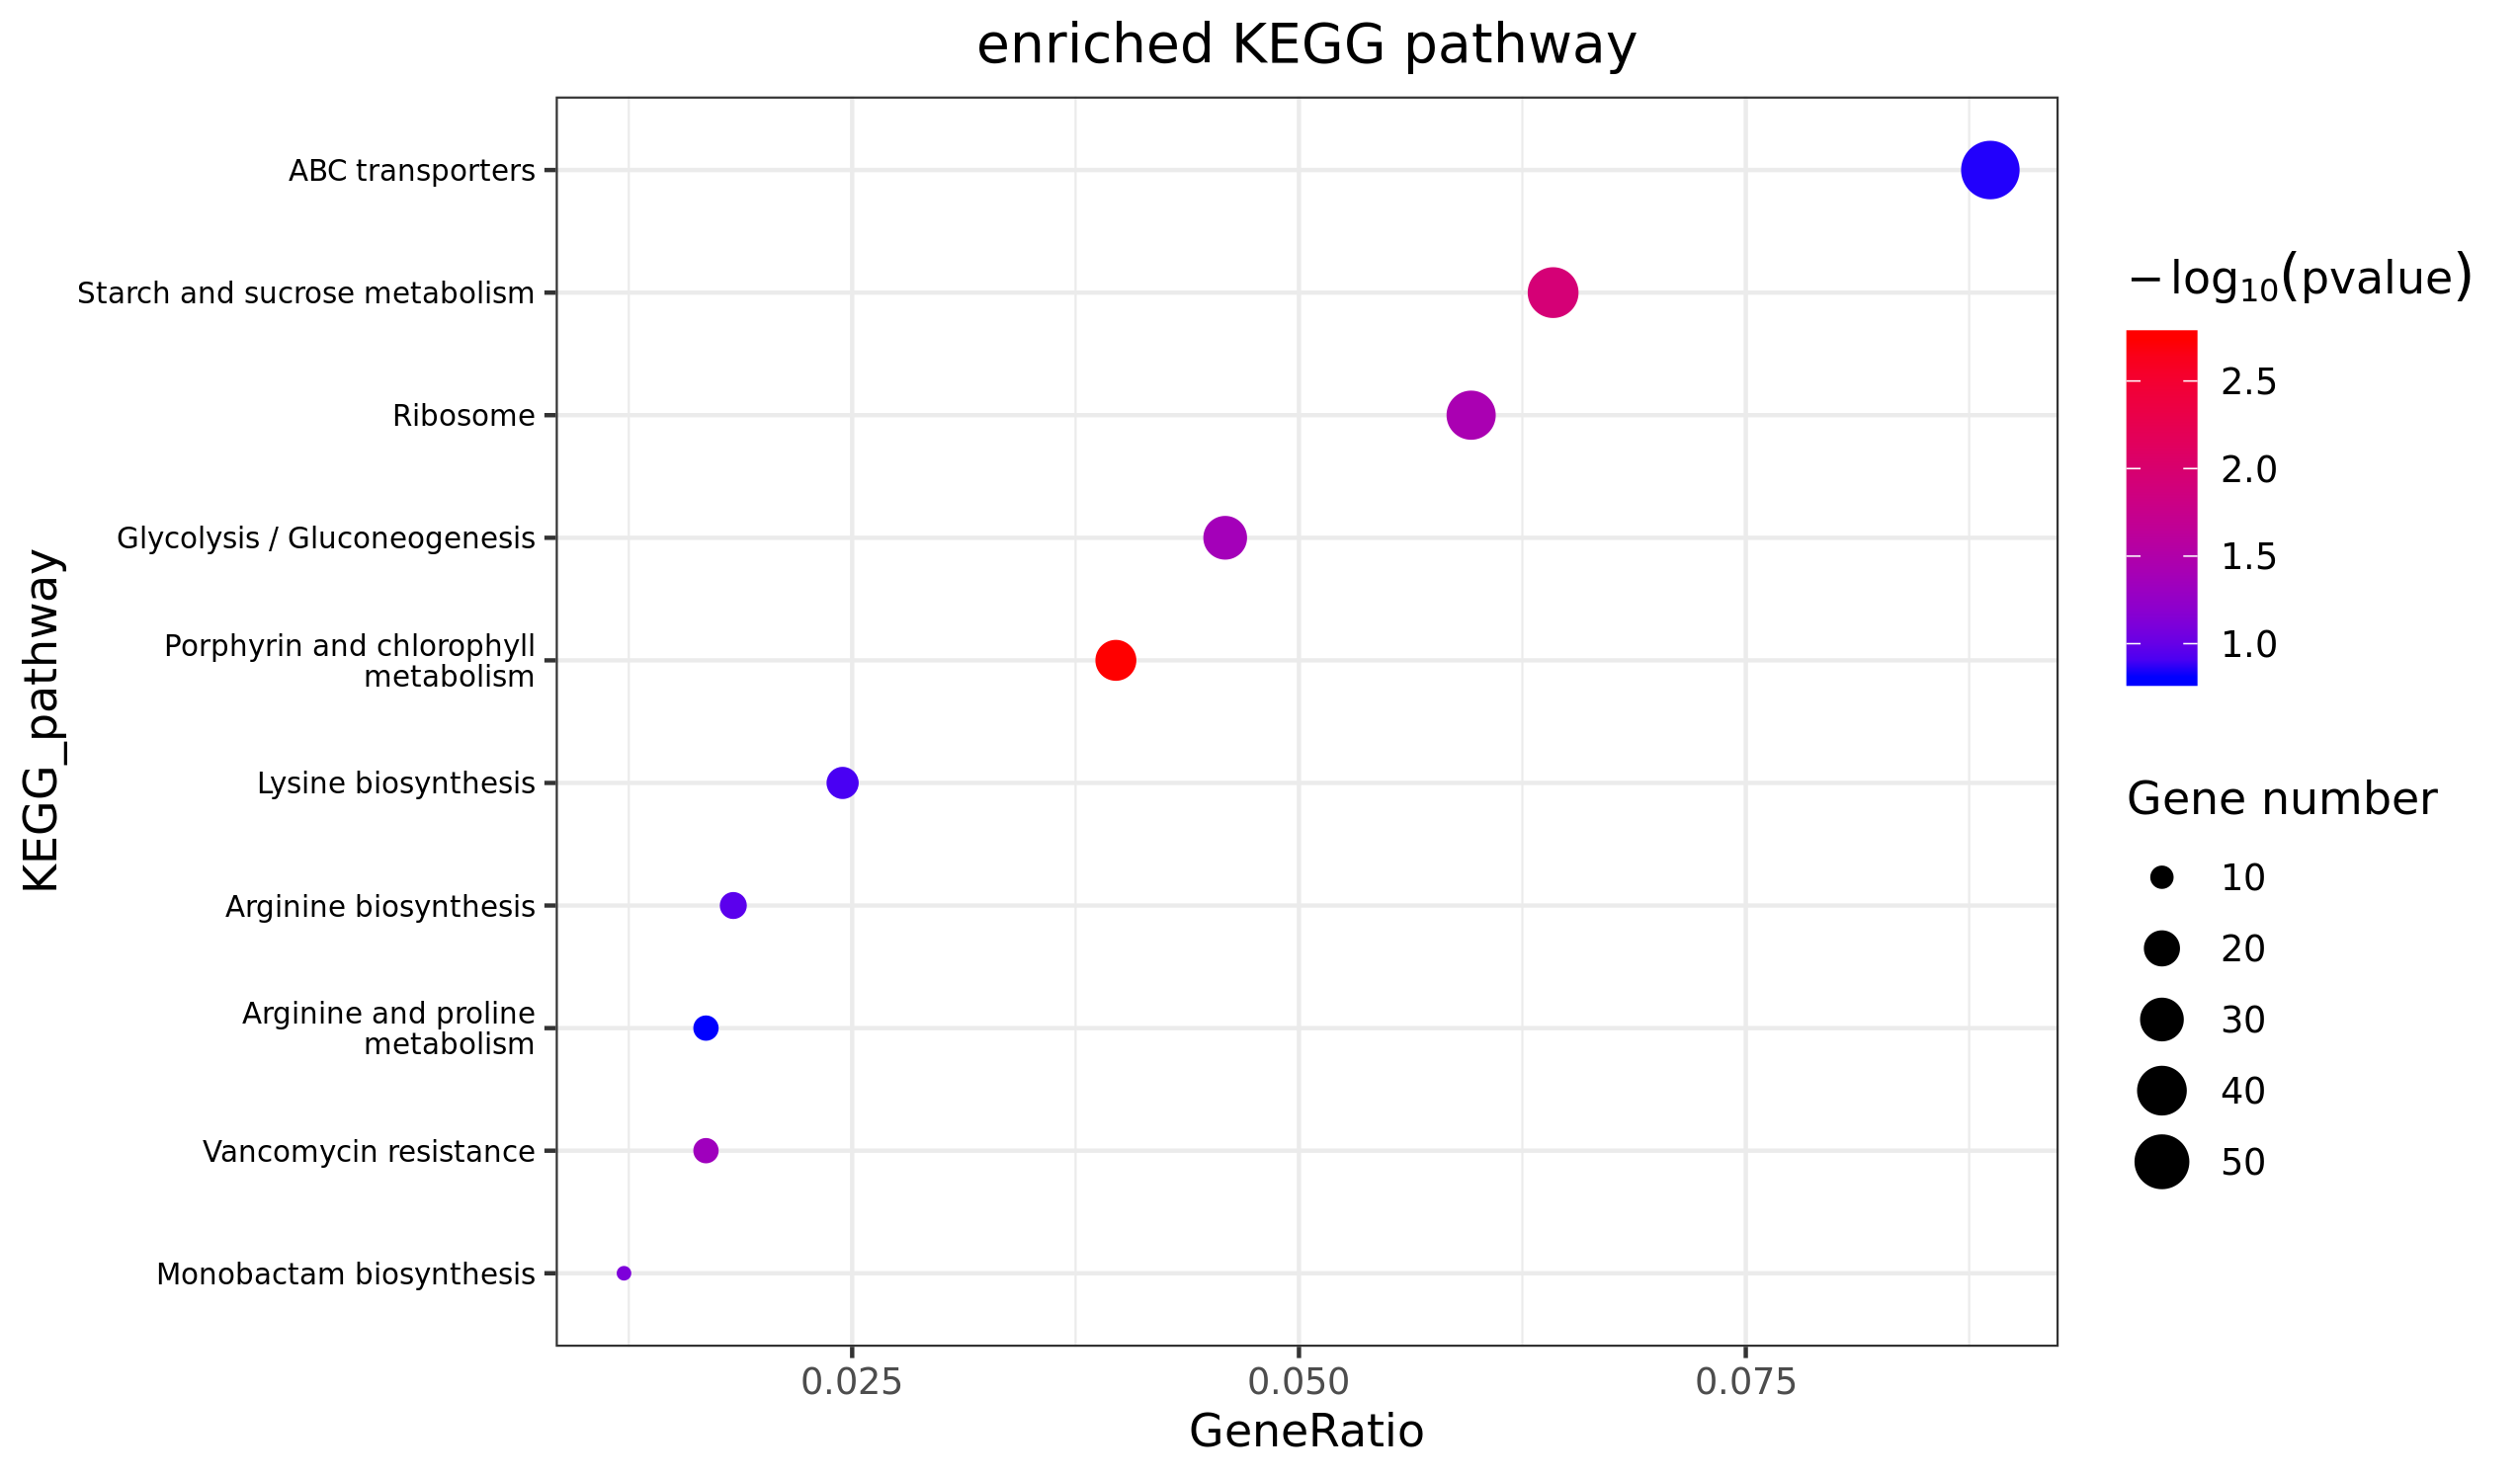 enriched KEGG pathway
KEGG_pathway
ABC transporters
Starch and sucrose metabolism
Ribosome
Glycolysis / Gluconeogenesis
Porphyrin and chlorophyll
metabolism
Lysine biosynthesis
Arginine biosynthesis
Arginine and proline
metabolism
Vancomycin resistance
Monobactam biosynthesis
0.025
0.050
0.075
GeneRatio
− log₁₀(pvalue)
2.5
2.0
1.5
1.0
Gene number
10
20
30
40
50